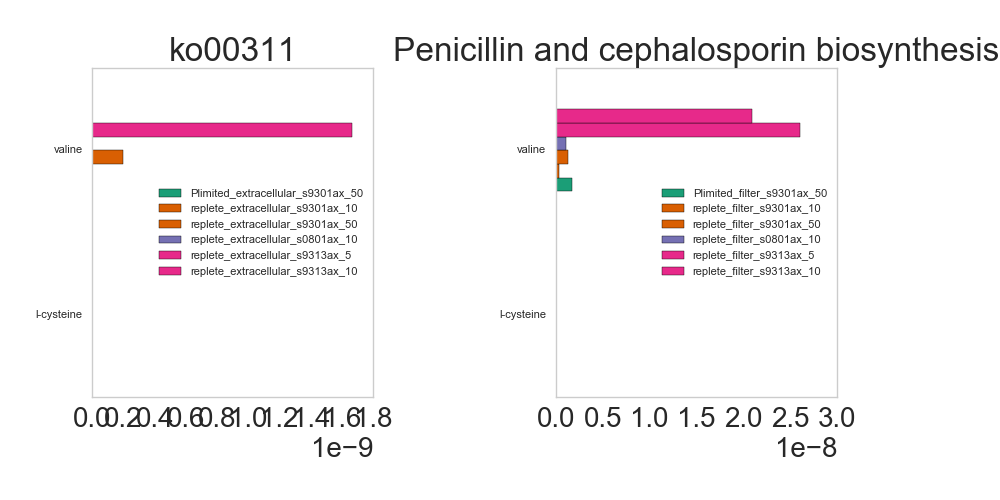 ko00311
Penicillin and cephalosporin biosynthesis
valine
l-cysteine
Plimited_extracellular_s9301ax_50
replete_extracellular_s9301ax_10
replete_extracellular_s9301ax_50
replete_extracellular_s0801ax_10
replete_extracellular_s9313ax_5
replete_extracellular_s9313ax_10
0.0 0.2 0.4 0.6 0.8 1.0 1.2 1.4 1.6 1.8
1e−9
valine
l-cysteine
Plimited_filter_s9301ax_50
replete_filter_s9301ax_10
replete_filter_s9301ax_50
replete_filter_s0801ax_10
replete_filter_s9313ax_5
replete_filter_s9313ax_10
0.0 0.5 1.0 1.5 2.0 2.5 3.0
1e−8